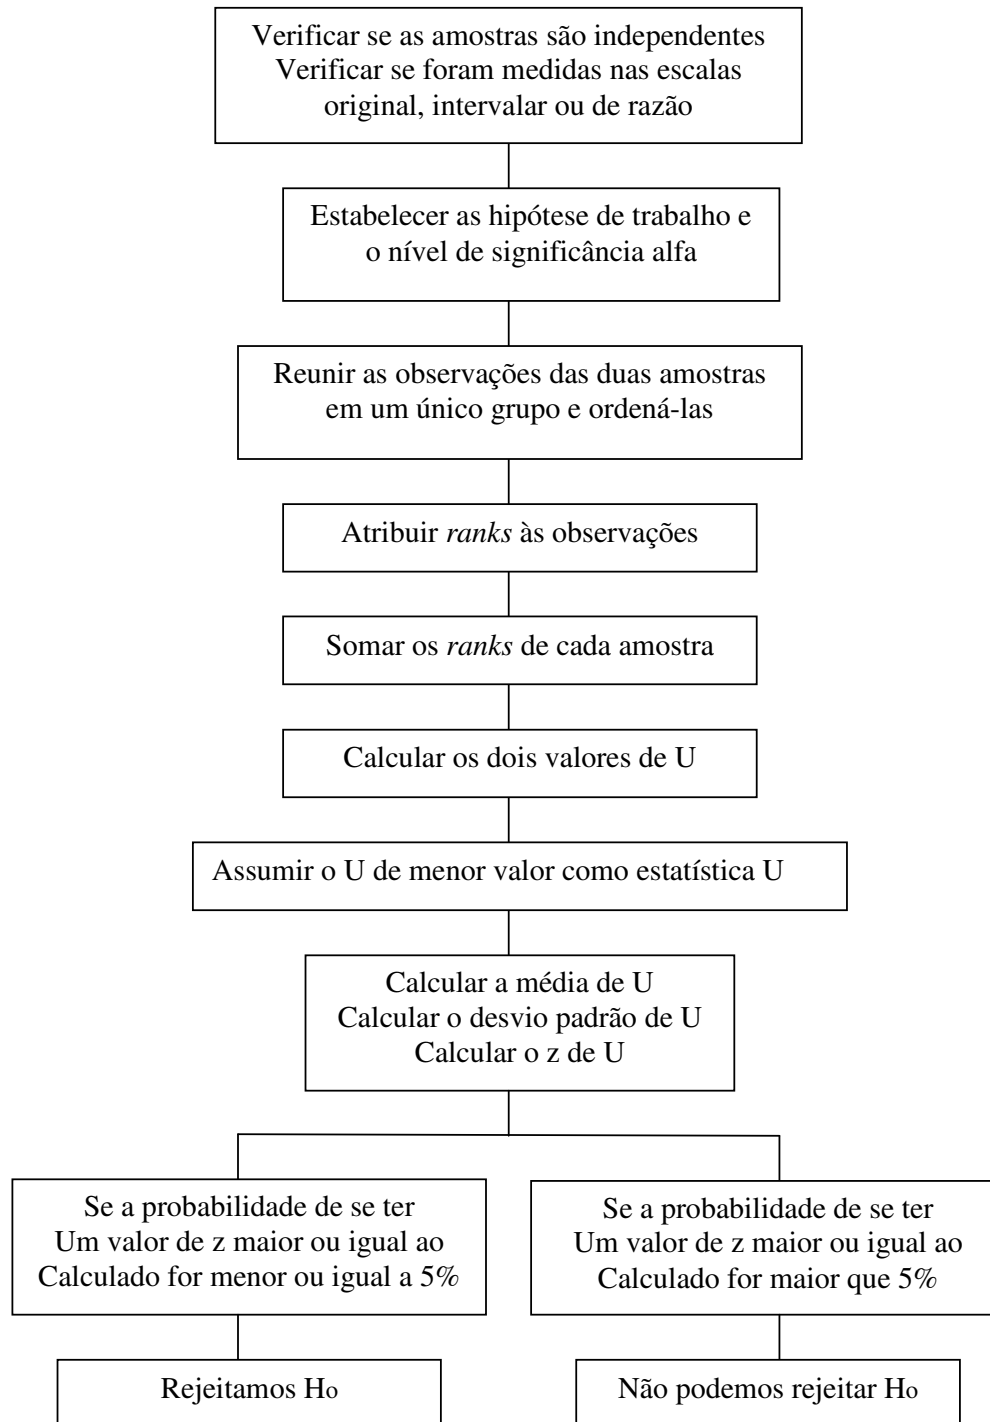 Verificar se as amostras são independentes
Verificar se foram medidas nas escalas
original, intervalar ou de razão
Estabelecer as hipótese de trabalho e
o nível de significância alfa
Reunir as observações das duas amostras
em um único grupo e ordená-las
Atribuir ranks às observações
Somar os ranks de cada amostra
Calcular os dois valores de U
Assumir o U de menor valor como estatística U
Calcular a média de U
Calcular o desvio padrão de U
Calcular o z de U
Se a probabilidade de se ter
Um valor de z maior ou igual ao
Calculado for menor ou igual a 5%
Se a probabilidade de se ter
Um valor de z maior ou igual ao
Calculado for maior que 5%
Rejeitamos Ho
Não podemos rejeitar Ho